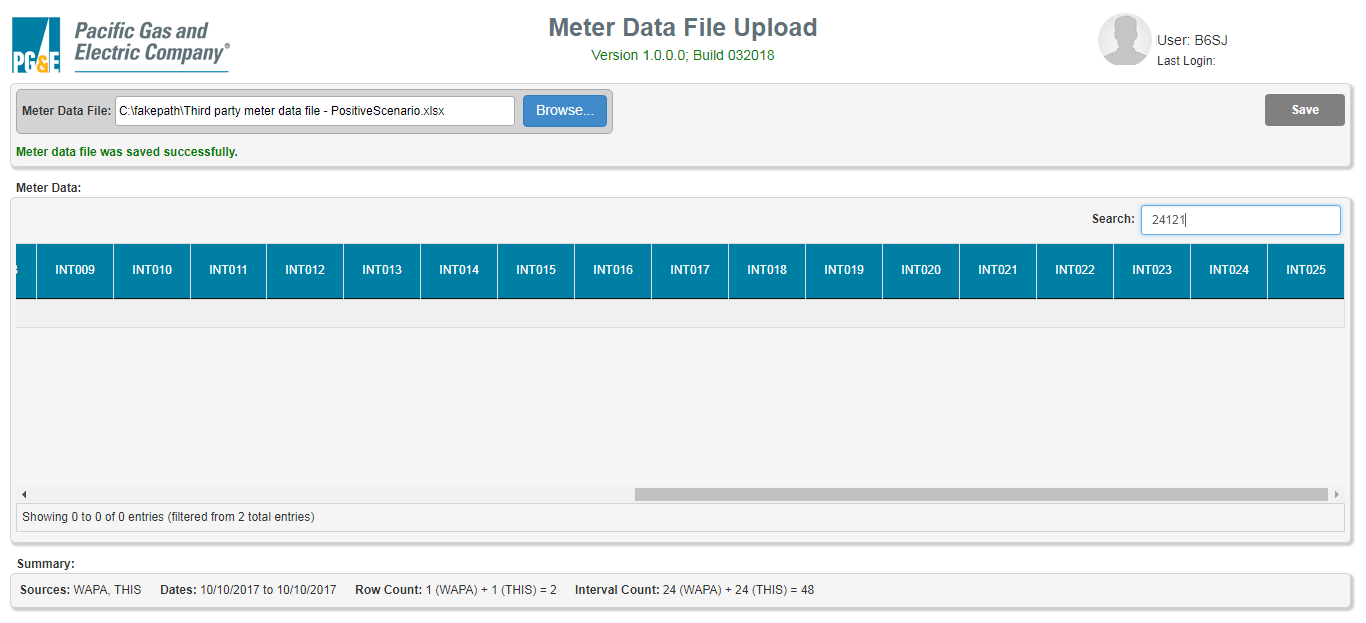 PG&E
Pacific Gas and
Electric Company®
Meter Data File Upload
Version 1.0.0.0; Build 032018
User: B6SJ
Last Login:
Meter Data File: C:\fakepath\Third party meter data file - PositiveScenario.xlsx Browse... Save
Meter data file was saved successfully.
Meter Data:
Search: 24121
INT009 INT010 INT011 INT012 INT013 INT014 INT015 INT016 INT017 INT018 INT019 INT020 INT021 INT022 INT023 INT024 INT025
Showing 0 to 0 of 0 entries (filtered from 2 total entries)
Summary:
Sources: WAPA, THIS Dates: 10/10/2017 to 10/10/2017 Row Count: 1 (WAPA) + 1 (THIS) = 2 Interval Count: 24 (WAPA) + 24 (THIS) = 48